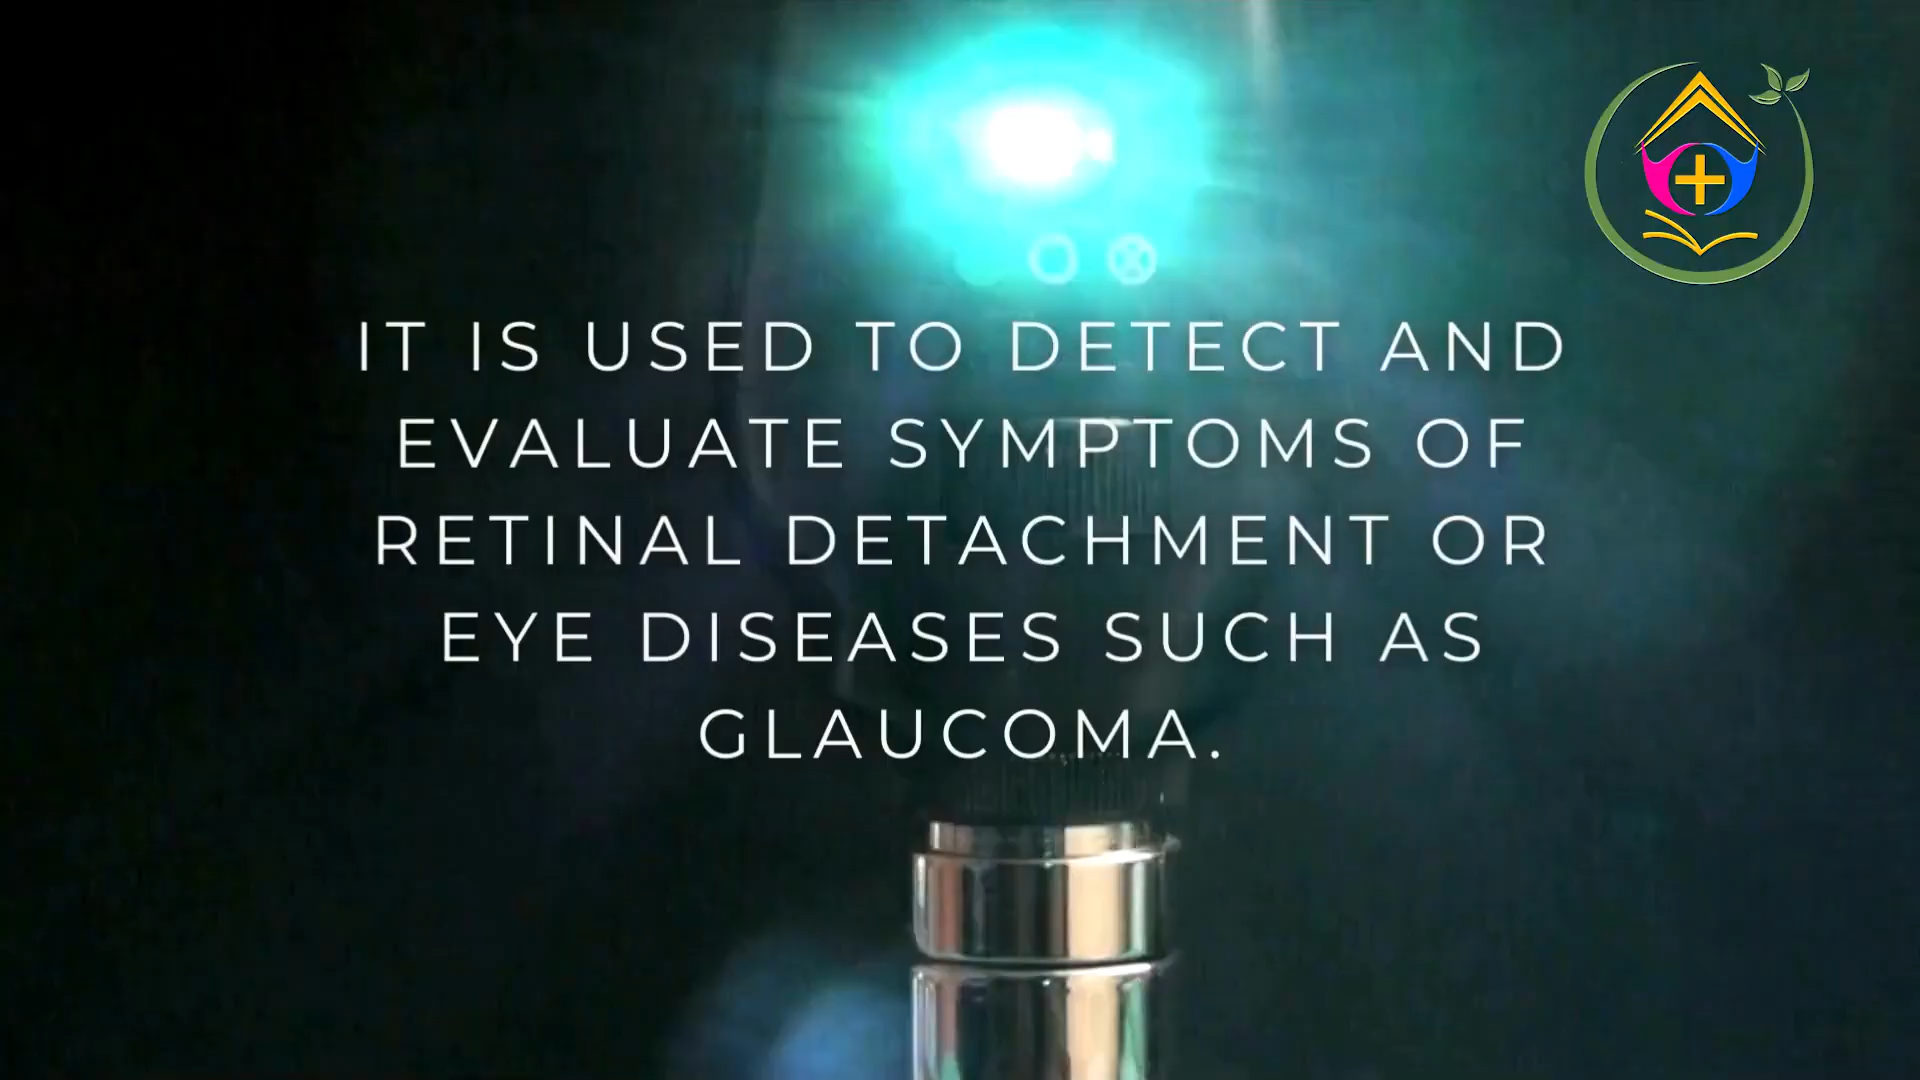 IT IS USED TO DETECT AND
EVALUATE SYMPTOMS OF
RETINAL DETACHMENT OR
EYE DISEASES SUCH AS
GLAUCOMA.